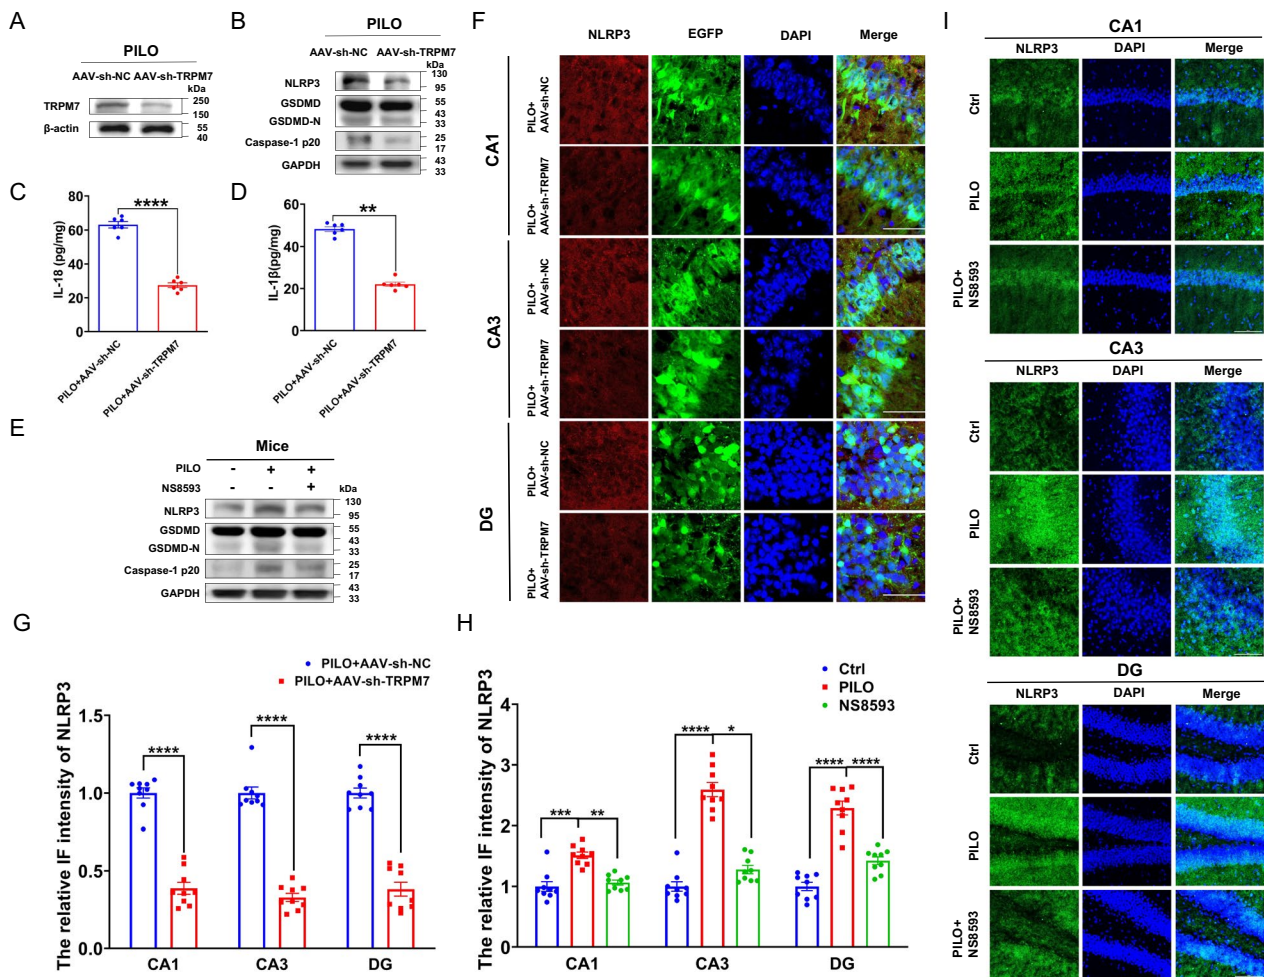 A
PILO
AAV-sh-NC AAV-sh-TRPM7
kDa
TRPM7
250
150
β-actin
55
40
B
PILO
AAV-sh-NC AAV-sh-TRPM7
kDa
NLRP3
130
95
GSDMD
55
43
GSDMD-N
33
Caspase-1 p20
25
17
GAPDH
43
33
C
IL-18 (pg/mg)
80
60
40
20
0
****
PILO+AAV-sh-NC
PILO+AAV-sh-TRPM7
D
IL-1β(pg/mg)
60
40
20
0
**
PILO+AAV-sh-NC
PILO+AAV-sh-TRPM7
E
Mice
PILO - + +
NS8593 - - +
kDa
NLRP3
130
95
GSDMD
55
43
GSDMD-N
33
Caspase-1 p20
25
17
GAPDH
43
33
F
NLRP3 EGFP DAPI Merge
CA1
PILO+
AAV-sh-NC
PILO+
AAV-sh-TRPM7
CA3
PILO+
AAV-sh-NC
PILO+
AAV-sh-TRPM7
DG
PILO+
AAV-sh-NC
PILO+
AAV-sh-TRPM7
G
The relative IF intensity of NLRP3
PILO+AAV-sh-NC
PILO+AAV-sh-TRPM7
1.5
1.0
0.5
0.0
****
****
****
CA1 CA3 DG
H
The relative IF intensity of NLRP3
Ctrl
PILO
NS8593
4
3
2
1
0
*** **
**** *
**** ****
CA1 CA3 DG
I
CA1
NLRP3 DAPI Merge
Ctrl
PILO
PILO+
NS8593
CA3
NLRP3 DAPI Merge
Ctrl
PILO
PILO+
NS8593
DG
NLRP3 DAPI Merge
Ctrl
PILO
PILO+
NS8593